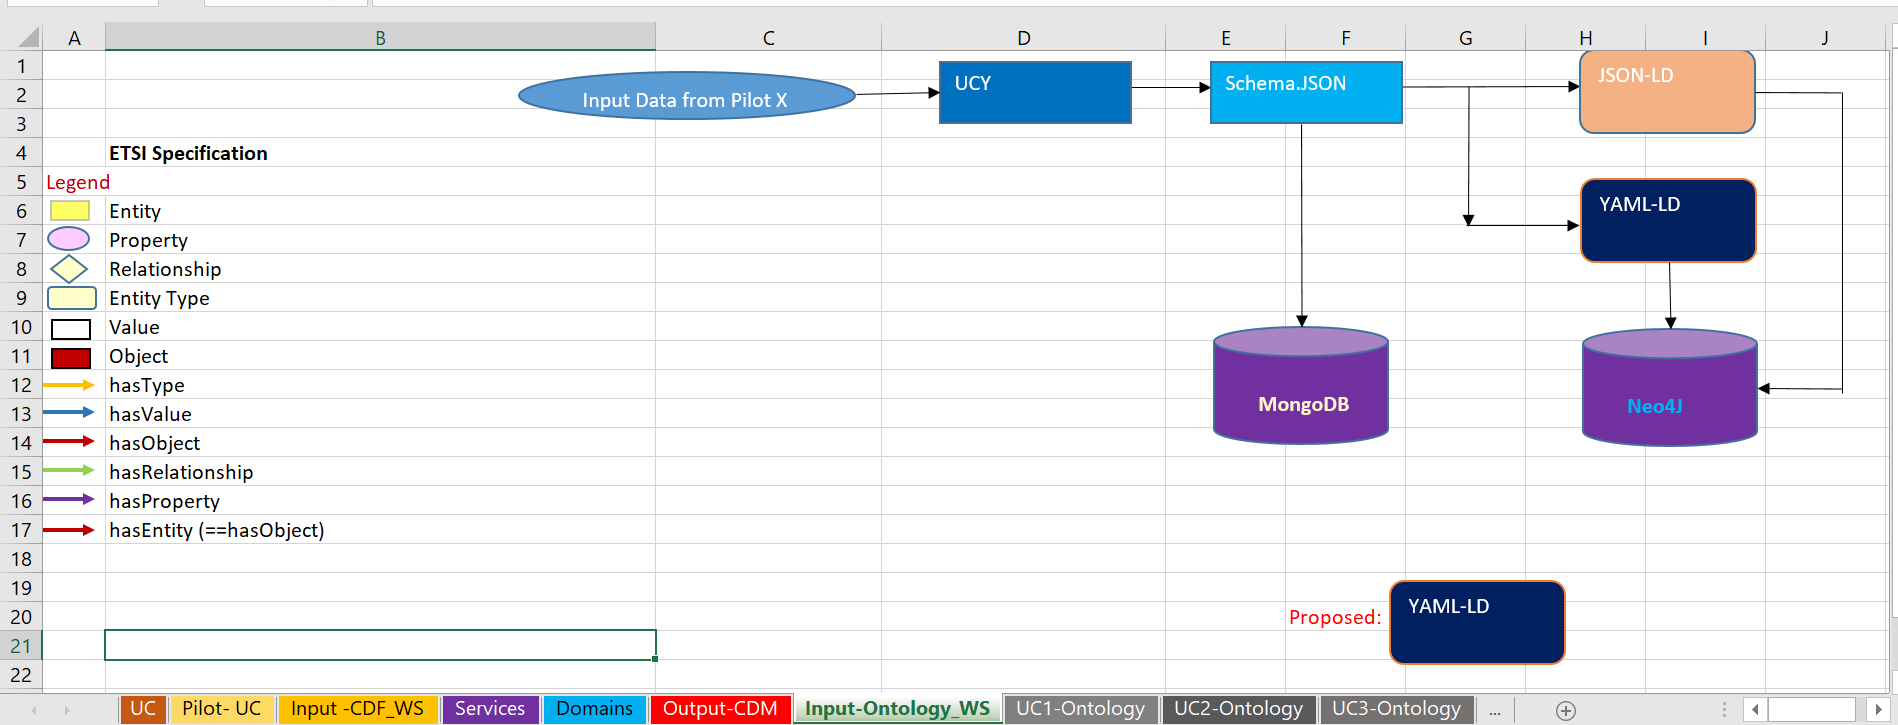 A B C D E F G H I J
1
2 Input Data from Pilot X UCY Schema.JSON JSON-LD
3
4 ETSI Specification
5 Legend
6 Entity YAML-LD
7 Property
8 Relationship
9 Entity Type
10 Value
11 Object
12 hasType
13 hasValue MongoDB Neo4J
14 hasObject
15 hasRelationship
16 hasProperty
17 hasEntity (==hasObject)
18
19
20 Proposed: YAML-LD
21
22
UC Pilot- UC Input -CDF_WS Services Domains Output-CDM Input-Ontology_WS UC1-Ontology UC2-Ontology UC3-Ontology ...